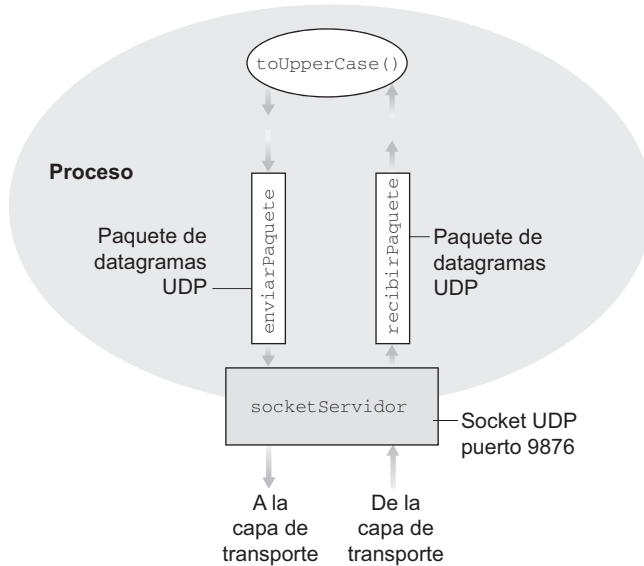 toUpperCase()
Proceso
Paquete de
datagramas
UDP
enviarPaquete
recibirPaquete
Paquete de
datagramas
UDP
socketServidor
Socket UDP
puerto 9876
A la
capa de
transporte
De la
capa de
transporte